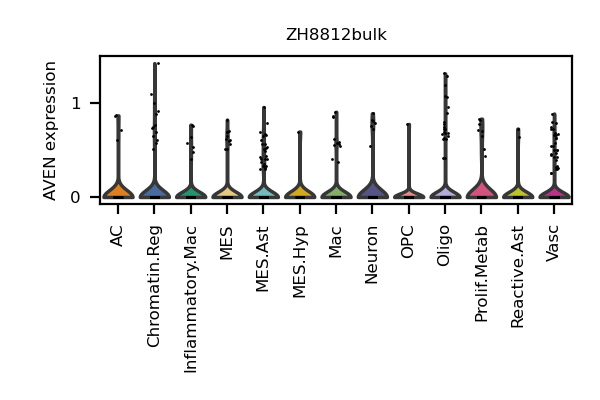 ZH8812bulk
AVEN expression
1
0
AC
Chromatin.Reg
Inflammatory.Mac
MES
MES.Ast
MES.Hyp
Mac
Neuron
OPC
Oligo
Prolif.Metab
Reactive.Ast
Vasc